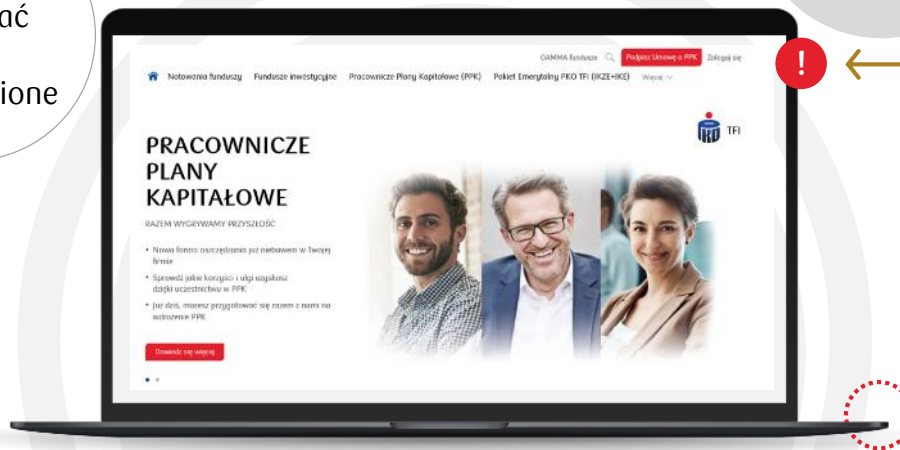 ać
ione
GAMMA fundusze Podpisz Umowę o PPK Zaloguj się
Notowania funduszy Fundusze inwestycyjne Pracownicze Plany Kapitałowe (PPK) Pakiet Emerytalny PKO TFI (IKZE+IKE) Więcej
PKO TFI
PRACOWNICZE
PLANY
KAPITAŁOWE
RAZEM WYGRYWAMY PRZYSZŁOŚĆ
• Nowa forma oszczędzania już niebawem w Twojej
firmie
• Sprawdź jakie korzyści i ulgi uzyskasz
dzięki uczestnictwu w PPK
• Już dziś, możesz przygotować się razem z nami na
wdrożenie PPK
Dowiedz się więcej
!